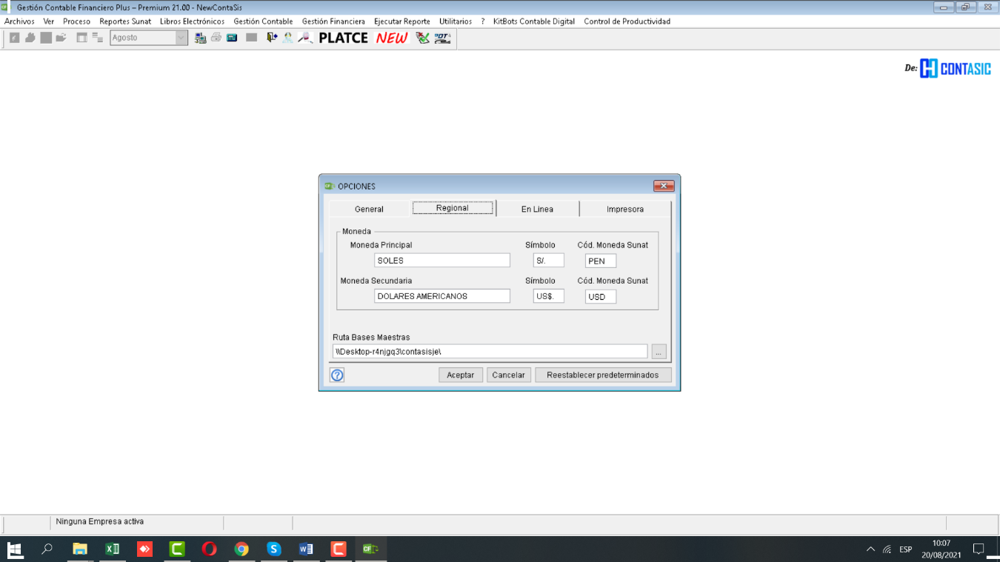 Gestión Contable Financiero Plus – Premium 21.00 - NewContaSis
Archivos Ver Proceso Reportes Sunat Libros Electrónicos Gestión Contable Gestión Financiera Ejecutar Reporte Utilitarios ? KitBots Contable Digital Control de Productividad
Agosto PLATCE NEW
De: CONTASIC
OPCIONES
General Regional En Linea Impresora
Moneda
Moneda Principal Símbolo Cód. Moneda Sunat
SOLES S/. PEN
Moneda Secundaria Símbolo Cód. Moneda Sunat
DOLARES AMERICANOS US$. USD
Ruta Bases Maestras
\\Desktop-r4njgq3\contasisje\ ...
? Aceptar Cancelar Reestablecer predeterminados
Ninguna Empresa activa
ESP 10:07
20/08/2021